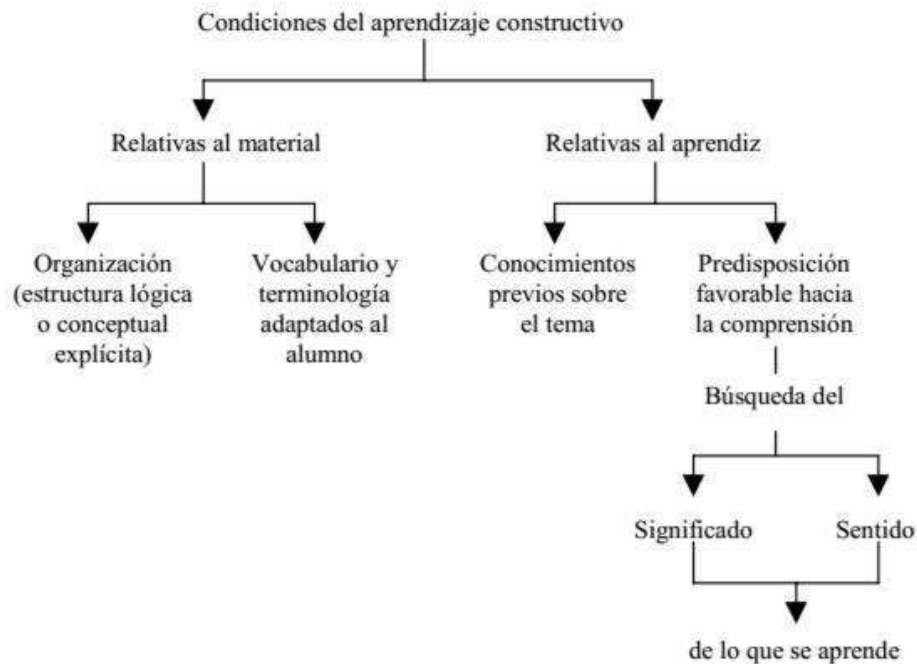 Condiciones del aprendizaje constructivo
Relativas al material
Relativas al aprendiz
Organización
(estructura lógica
o conceptual
explícita)
Vocabulario y
terminología
adaptados al
alumno
Conocimientos
previos sobre
el tema
Predisposición
favorable hacia
la comprensión
Búsqueda del
Significado
Sentido
de lo que se aprende